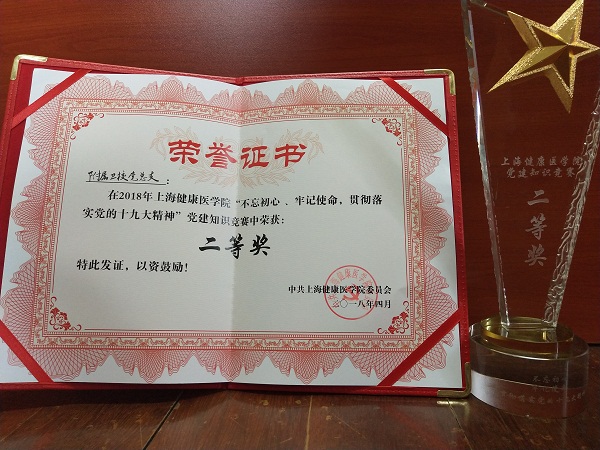 荣誉证书
附属卫技党总支:
在2018年上海健康医学院“不忘初心、牢记使命,贯彻落
实党的十九大精神”党建知识竞赛中荣获:
二等奖
特此发证,以资鼓励!
中共上海健康医学院委员会
二〇一八年四月
上海健康医学院
党建知识竞赛
二等奖